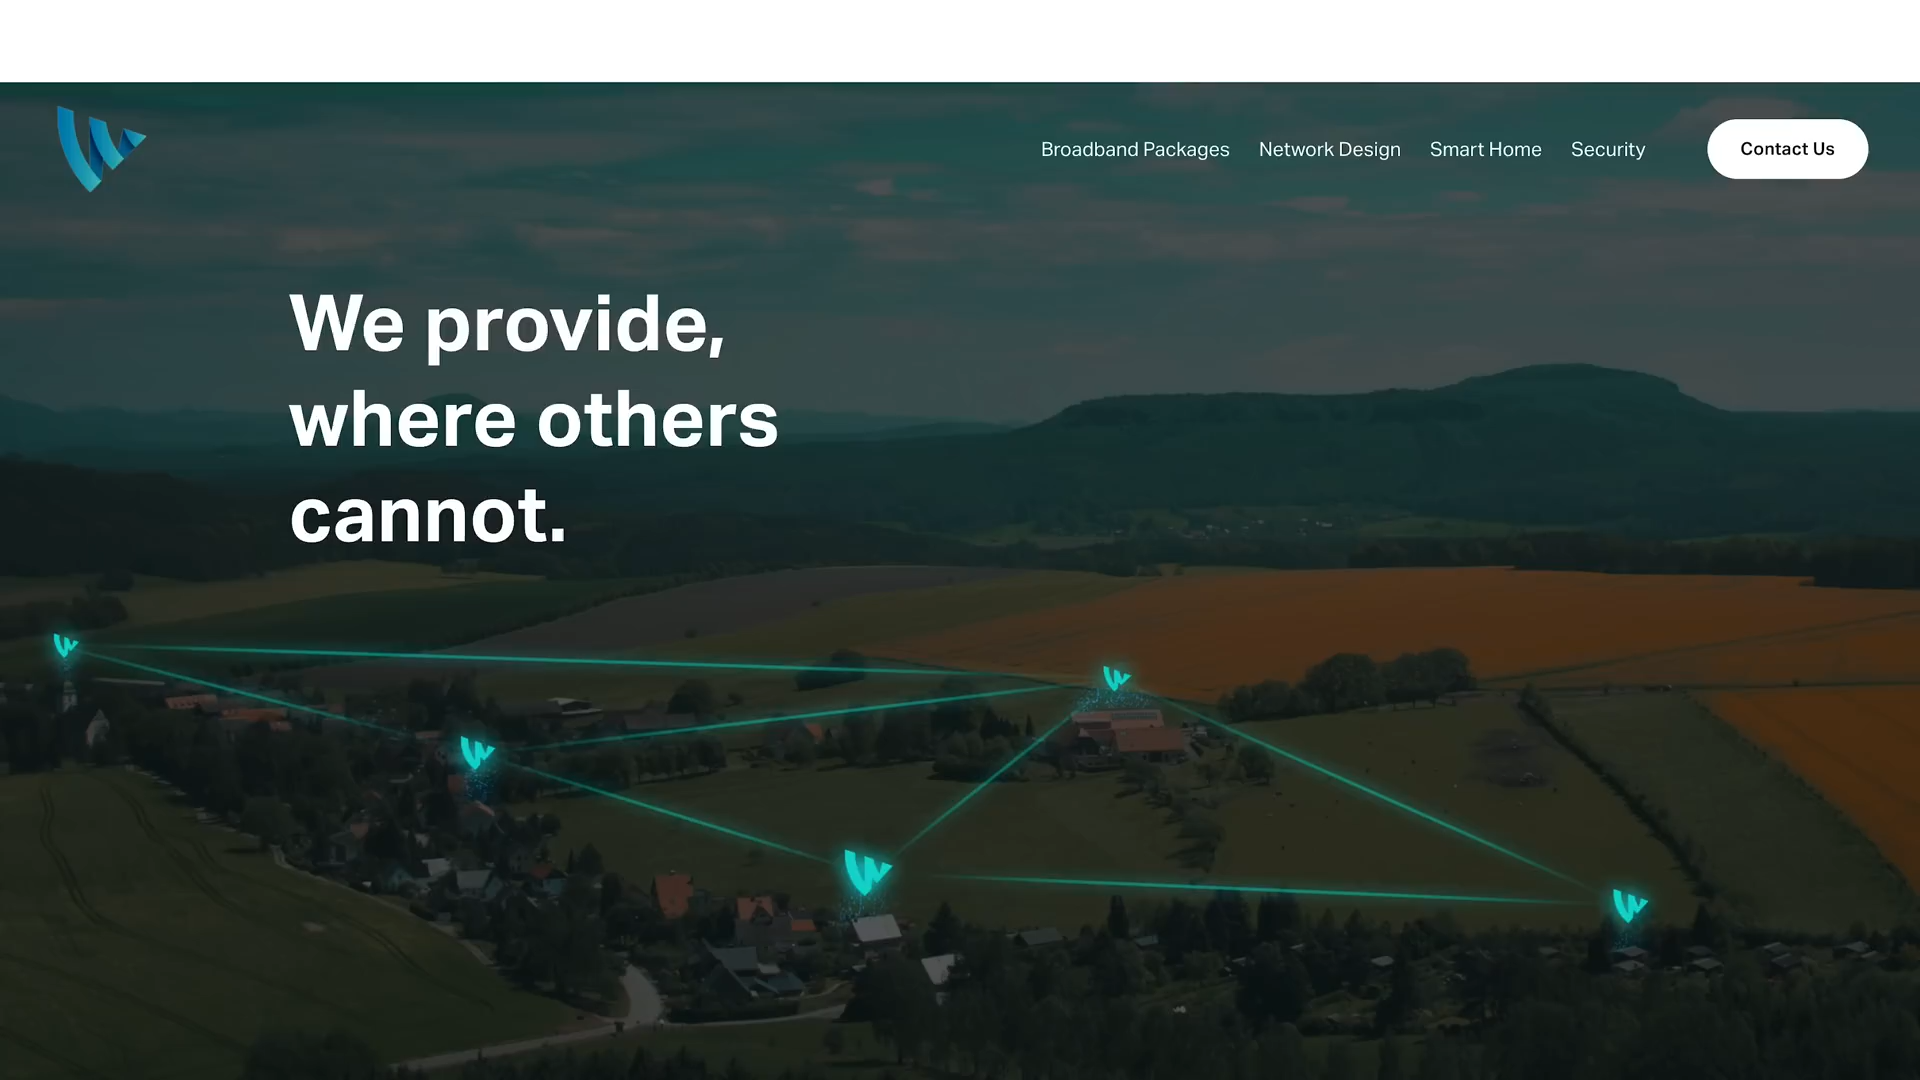 Broadband Packages
Network Design
Smart Home
Security
Contact Us
We provide,
where others
cannot.